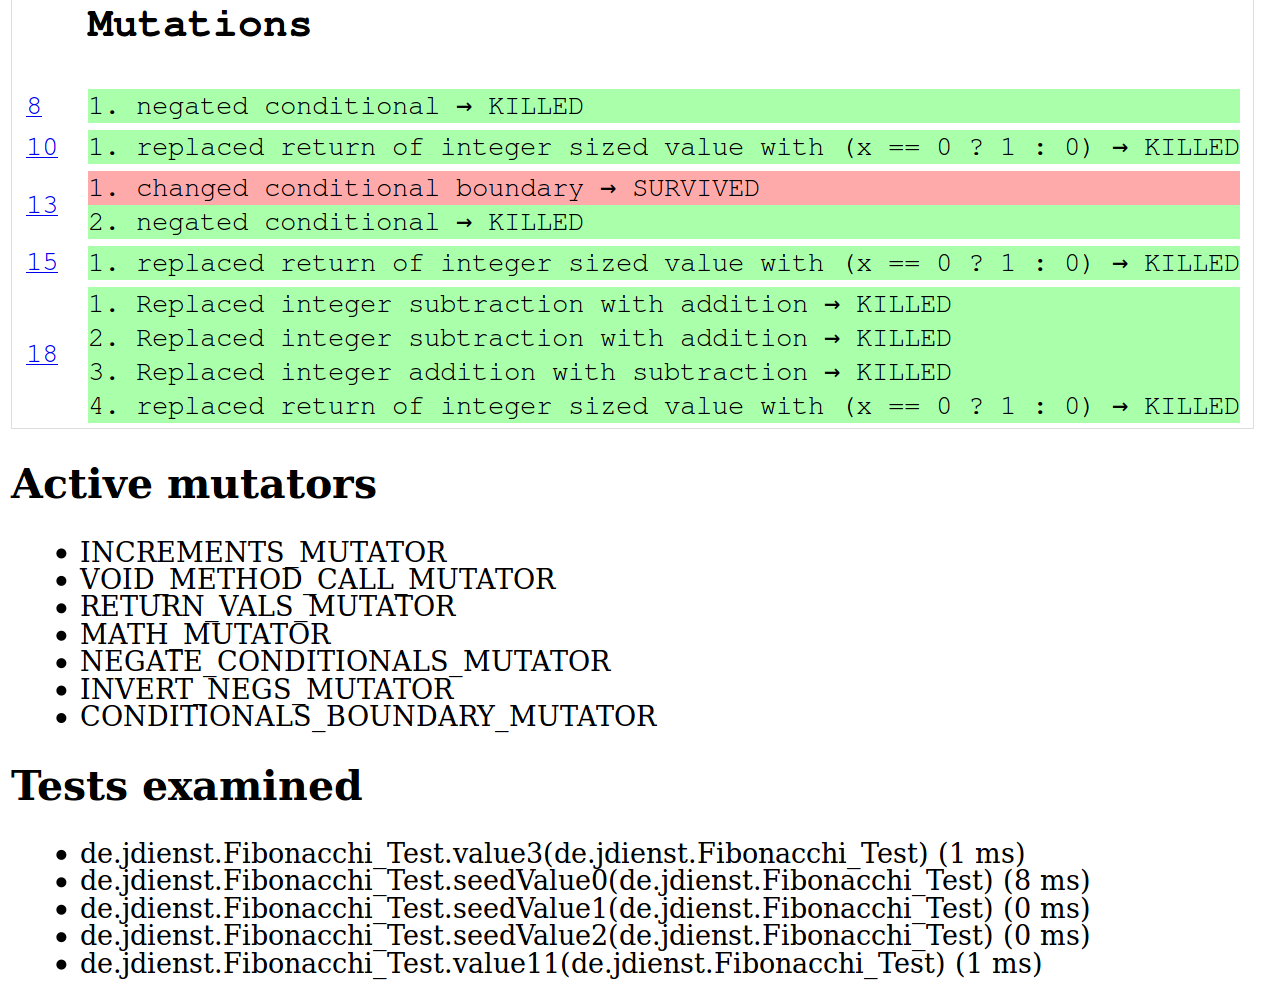 Mutations
8 1. negated conditional → KILLED
10 1. replaced return of integer sized value with (x == 0 ? 1 : 0) → KILLED
13 1. changed conditional boundary → SURVIVED
2. negated conditional → KILLED
15 1. replaced return of integer sized value with (x == 0 ? 1 : 0) → KILLED
18 1. Replaced integer subtraction with addition → KILLED
2. Replaced integer subtraction with addition → KILLED
3. Replaced integer addition with subtraction → KILLED
4. replaced return of integer sized value with (x == 0 ? 1 : 0) → KILLED
Active mutators
• INCREMENTS_MUTATOR
• VOID_METHOD_CALL_MUTATOR
• RETURN_VALS_MUTATOR
• MATH_MUTATOR
• NEGATE_CONDITIONALS_MUTATOR
• INVERT_NEGS_MUTATOR
• CONDITIONALS_BOUNDARY_MUTATOR
Tests examined
• de.jdienst.Fibonacchi_Test.value3(de.jdienst.Fibonacchi_Test) (1 ms)
• de.jdienst.Fibonacchi_Test.seedValue0(de.jdienst.Fibonacchi_Test) (8 ms)
• de.jdienst.Fibonacchi_Test.seedValue1(de.jdienst.Fibonacchi_Test) (0 ms)
• de.jdienst.Fibonacchi_Test.seedValue2(de.jdienst.Fibonacchi_Test) (0 ms)
• de.jdienst.Fibonacchi_Test.value11(de.jdienst.Fibonacchi_Test) (1 ms)